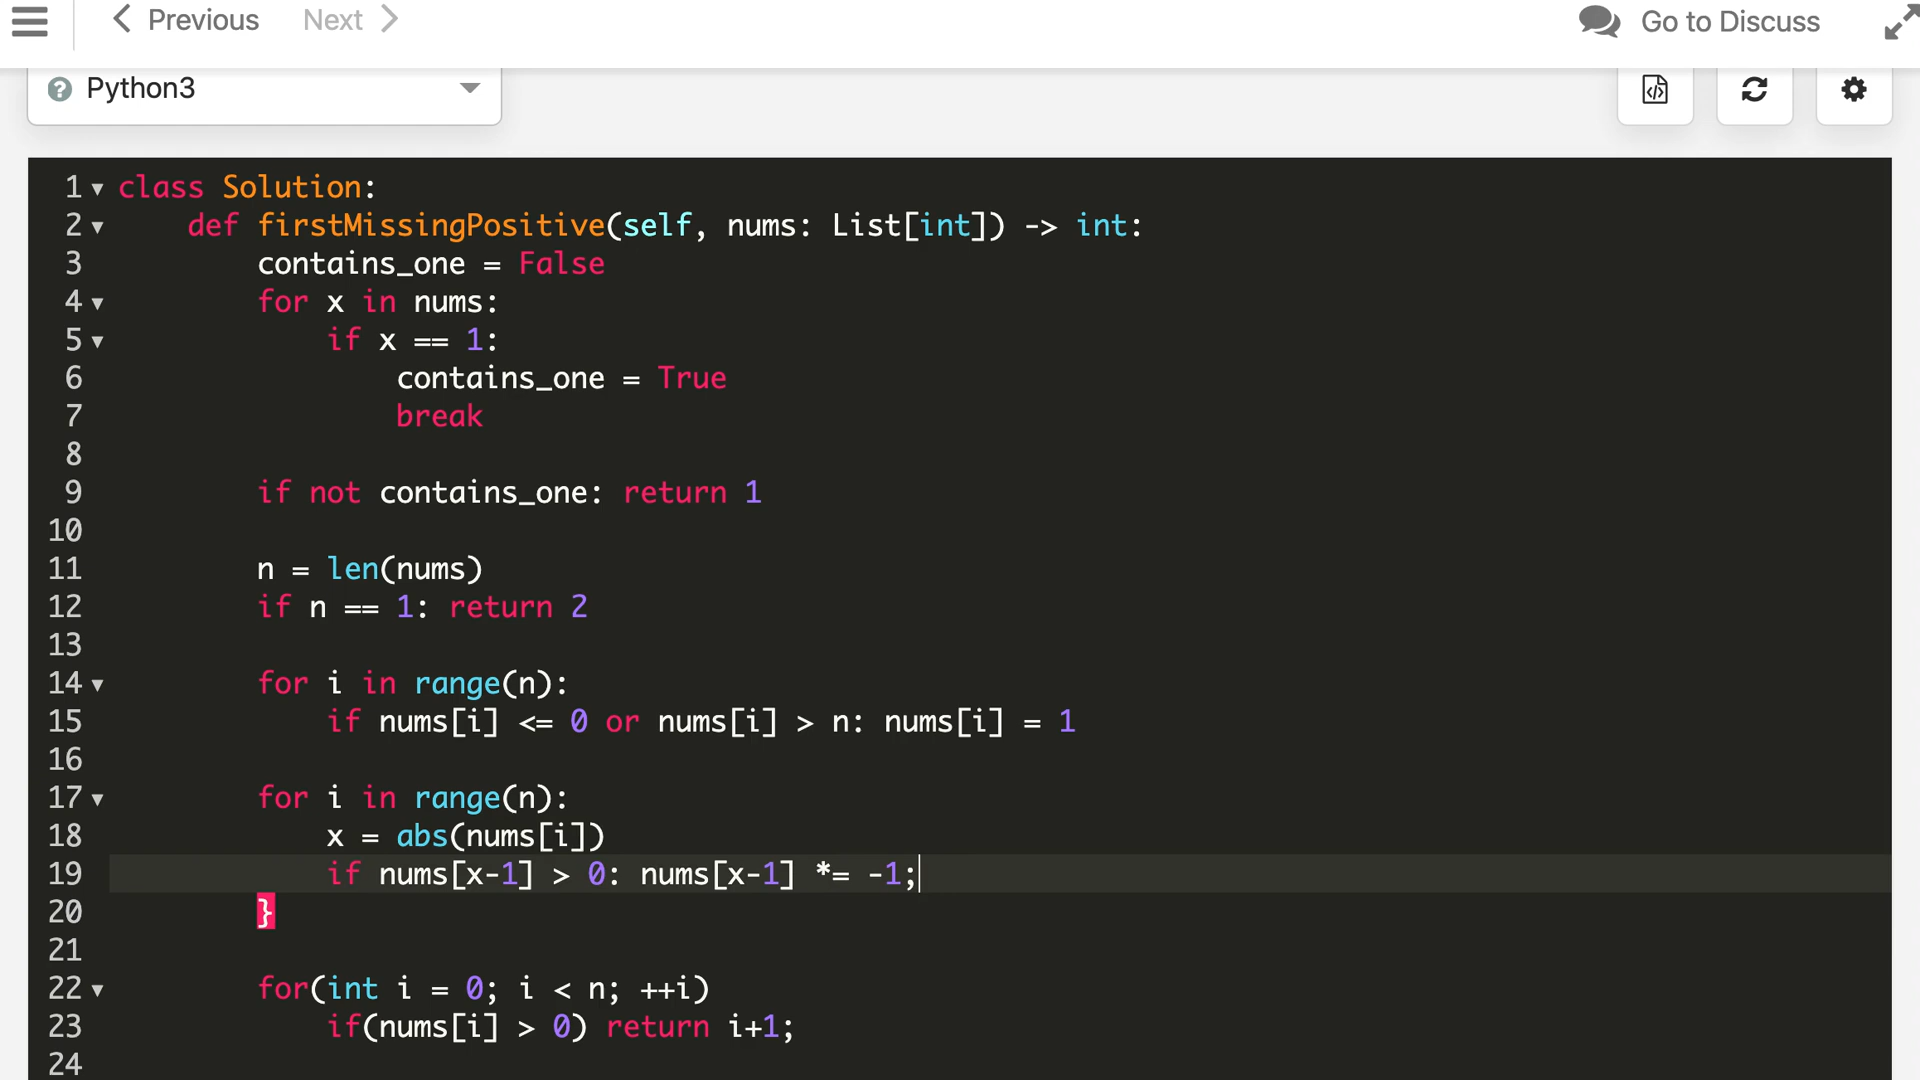 Previous Next Go to Discuss
Python3
1 class Solution:
2 def firstMissingPositive(self, nums: List[int]) -> int:
3 contains_one = False
4 for x in nums:
5 if x == 1:
6 contains_one = True
7 break
8
9 if not contains_one: return 1
10
11 n = len(nums)
12 if n == 1: return 2
13
14 for i in range(n):
15 if nums[i] <= 0 or nums[i] > n: nums[i] = 1
16
17 for i in range(n):
18 x = abs(nums[i])
19 if nums[x-1] > 0: nums[x-1] *= -1;
20 }
21
22 for(int i = 0; i < n; ++i)
23 if(nums[i] > 0) return i+1;
24